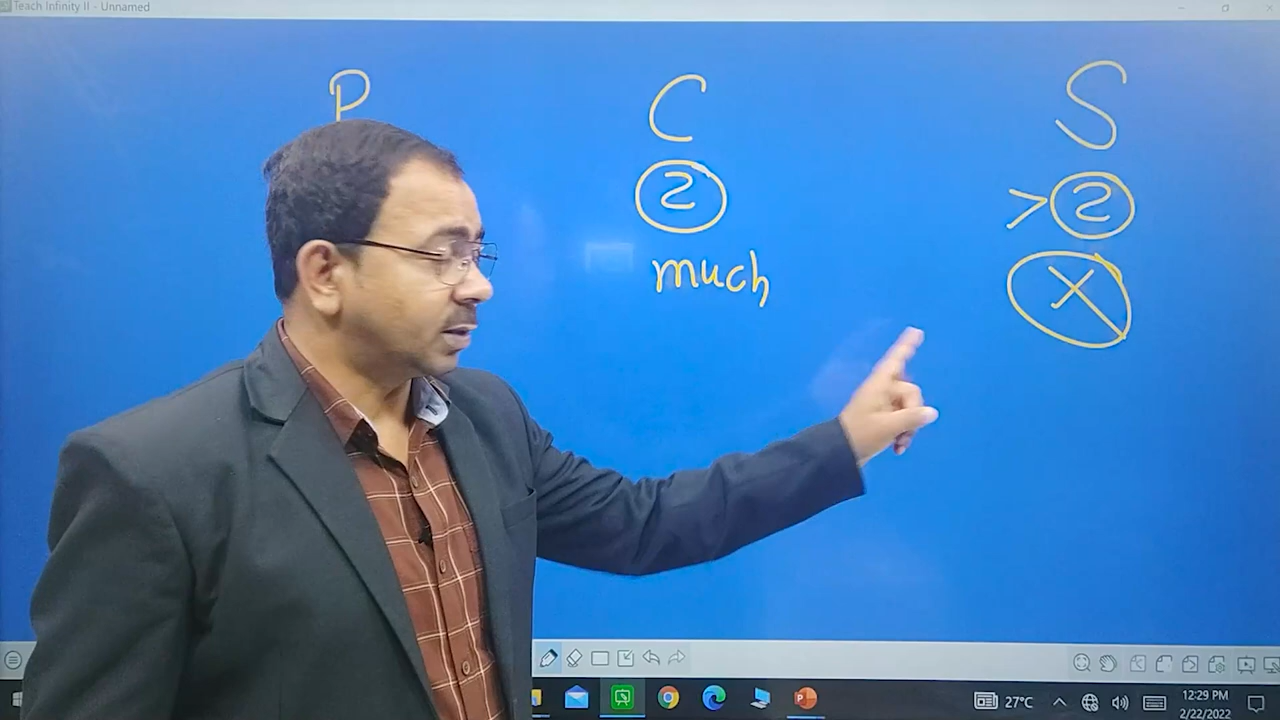 Teach Infinity II - Unnamed
P C S
2 > 2
much X
27°C
12:29 PM
2/22/2022